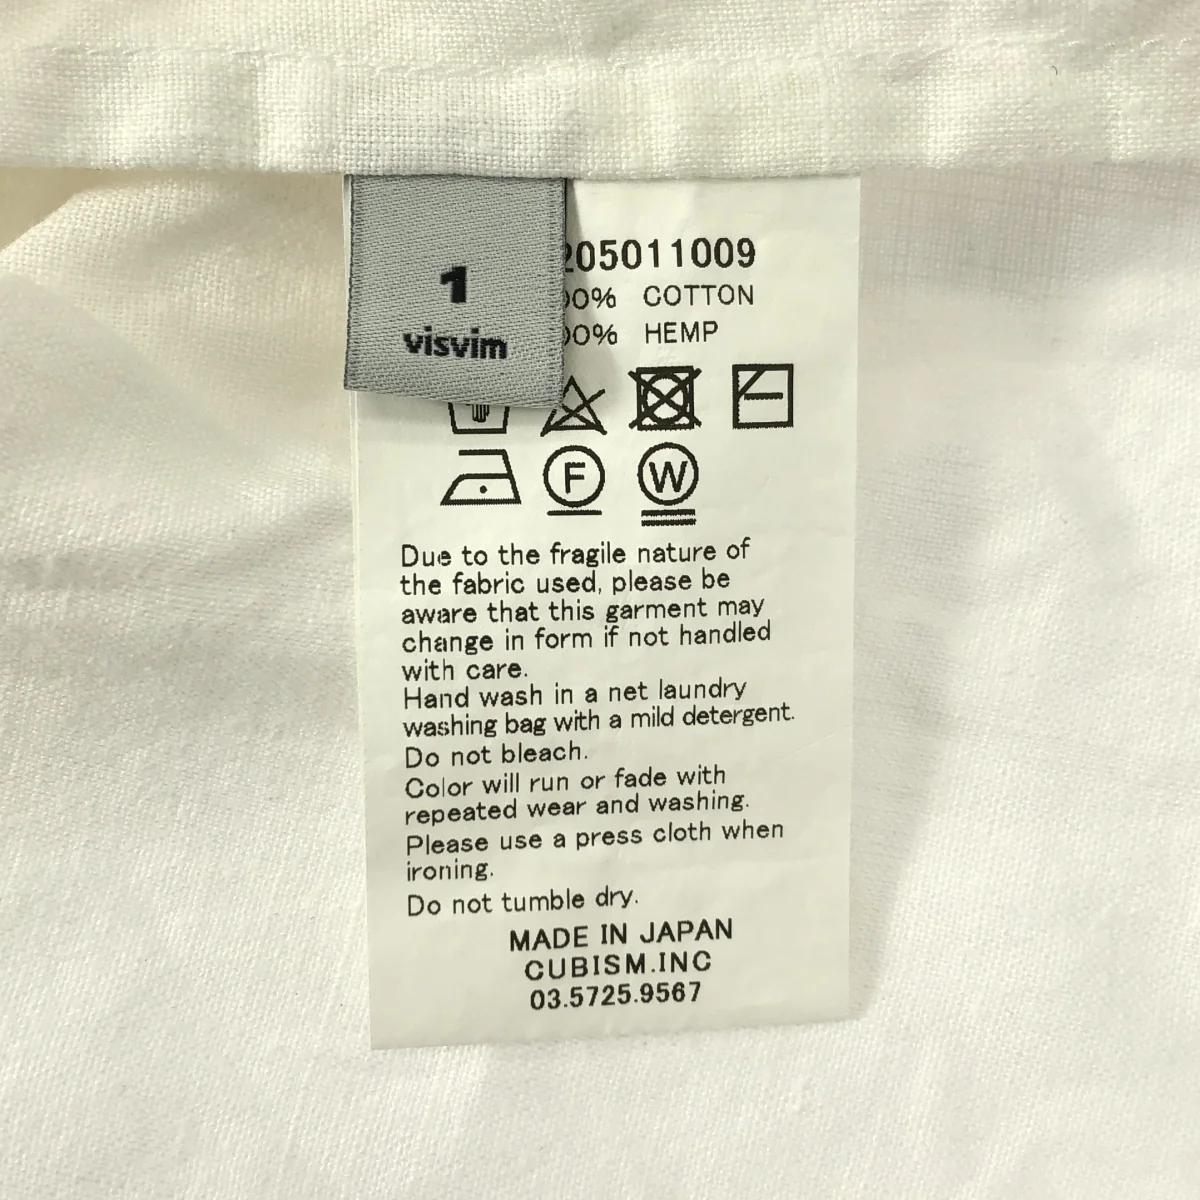 1
visvim
205011009
00% COTTON
00% HEMP
F
W
Due to the fragile nature of
the fabric used, please be
aware that this garment may
change in form if not handled
with care.
Hand wash in a net laundry
washing bag with a mild detergent.
Do not bleach.
Color will run or fade with
repeated wear and washing.
Please use a press cloth when
ironing.
Do not tumble dry.
MADE IN JAPAN
CUBISM.INC
03.5725.9567